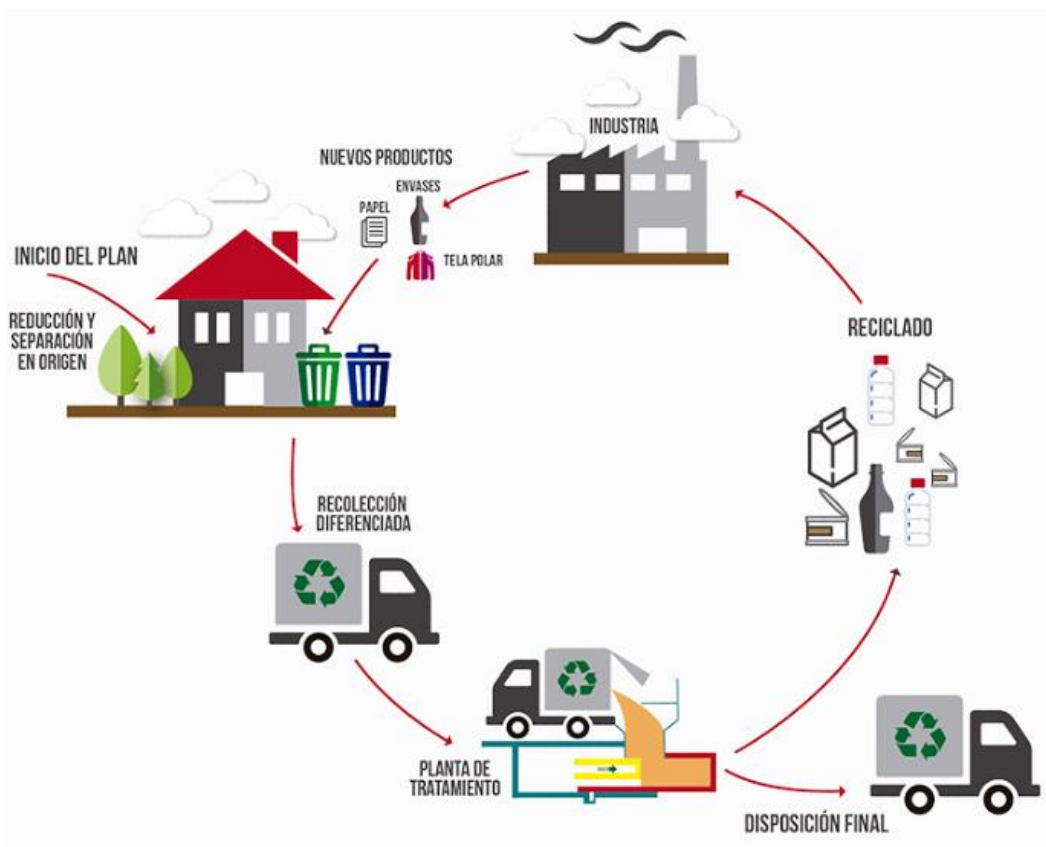 INDUSTRIA
NUEVOS PRODUCTOS
ENVASES
PAPEL
TELA POLAR
INICIO DEL PLAN
REDUCCIÓN Y
SEPARACIÓN
EN ORIGEN
RECICLADO
RECOLECCIÓN
DIFERENCIADA
PLANTA DE
TRATAMIENTO
DISPOSICIÓN FINAL